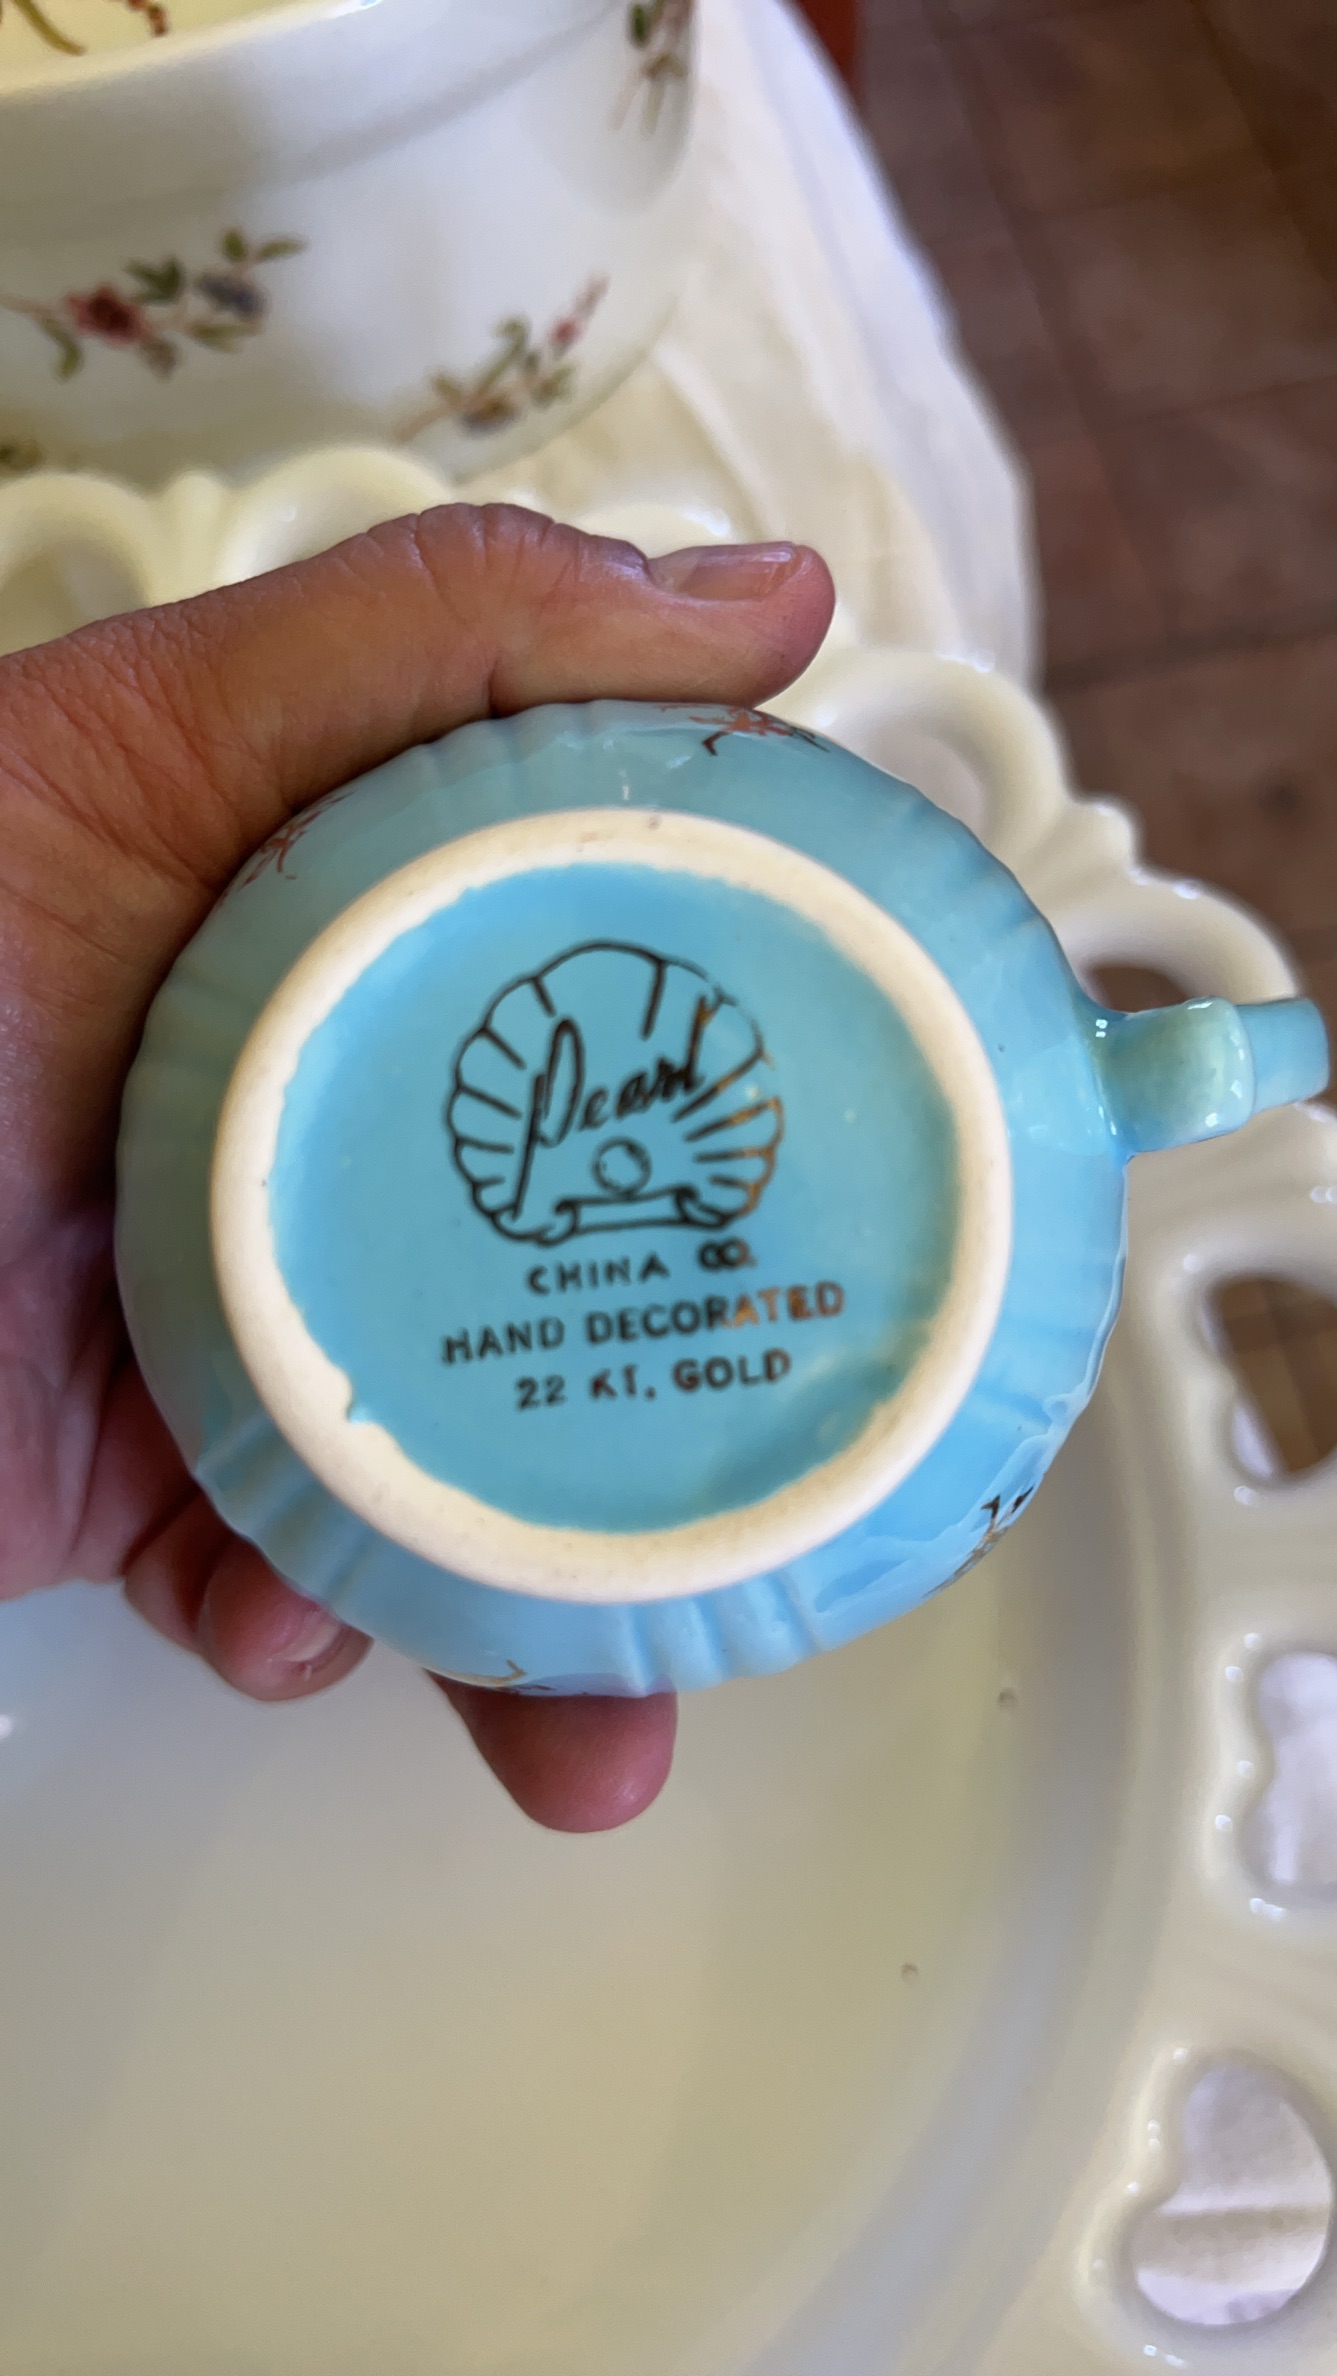 Pearl
CHINA CO.
HAND DECORATED
22 KT. GOLD